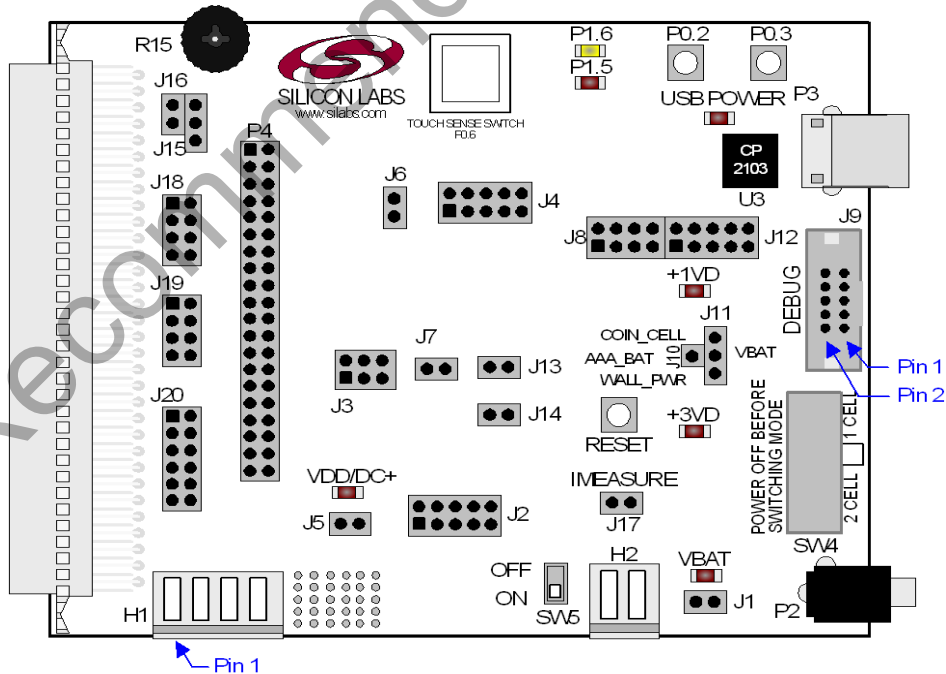 R15
SILICON LABS
www.silabs.com
TOUCH SENSE SWITCH
P0.6
P1.6
P1.5
P0.2
P0.3
USB POWER
P3
J16
J15
P4
CP
2103
U3
J18
J6
J4
J8
J12
J9
+1VD
DEBUG
J19
J11
COIN_CELL
J10
VBAT
AAA_BAT
WALL_PWR
J7
J13
J3
J14
Pin 1
Pin 2
J20
+3VD
RESET
POWER OFF BEFORE
SWITCHING MODE
2 CELL
1 CELL
VDD/DC+
IMEASURE
J5
J2
J17
SW4
H2
VBAT
OFF
ON
SW5
J1
P2
H1
Pin 1